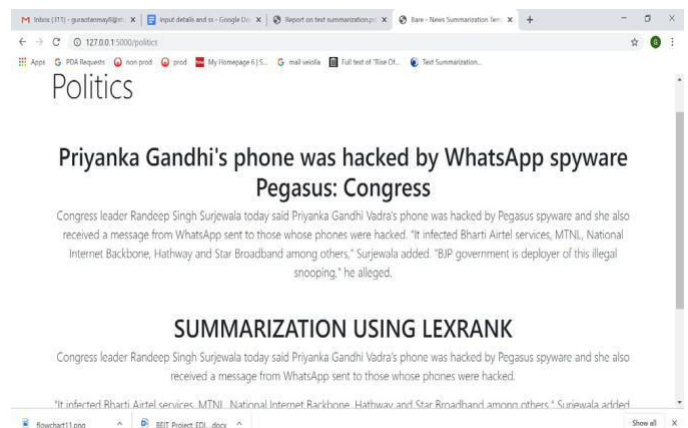 Inbox (311) - gurao
Input details and ss - Google Do
Report on text summarization.p
Bare - News Summarization Tem
127.0.0.1:5000/politics
Apps
PDA Requests
non prod
prod
My Homepage 6 | S...
mail veiolia
Full text of "Rise Of...
Text Summarization...
Politics
Priyanka Gandhi's phone was hacked by WhatsApp spyware
Pegasus: Congress
Congress leader Randeep Singh Surjewala today said Priyanka Gandhi Vadra's phone was hacked by Pegasus spyware and she also
received a message from WhatsApp sent to those whose phones were hacked. "It infected Bharti Airtel services, MTNL, National
Internet Backbone, Hathway and Star Broadband among others," Surjewala added. "BJP government is deployer of this illegal
snooping," he alleged.
SUMMARIZATION USING LEXRANK
Congress leader Randeep Singh Surjewala today said Priyanka Gandhi Vadra's phone was hacked by Pegasus spyware and she also
received a message from WhatsApp sent to those whose phones were hacked.
"It infected Bharti Airtel services, MTNL, National Internet Backbone, Hathway and Star Broadband among others," Surjewala added.
flowchart11.png
BEIT Project EDI...docx
Show all